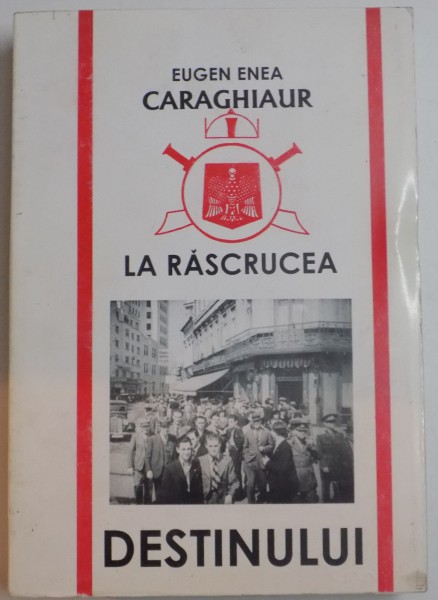 EUGEN ENEA
CARAGHIAUR
LA RĂSCRUCEA
DESTINULUI